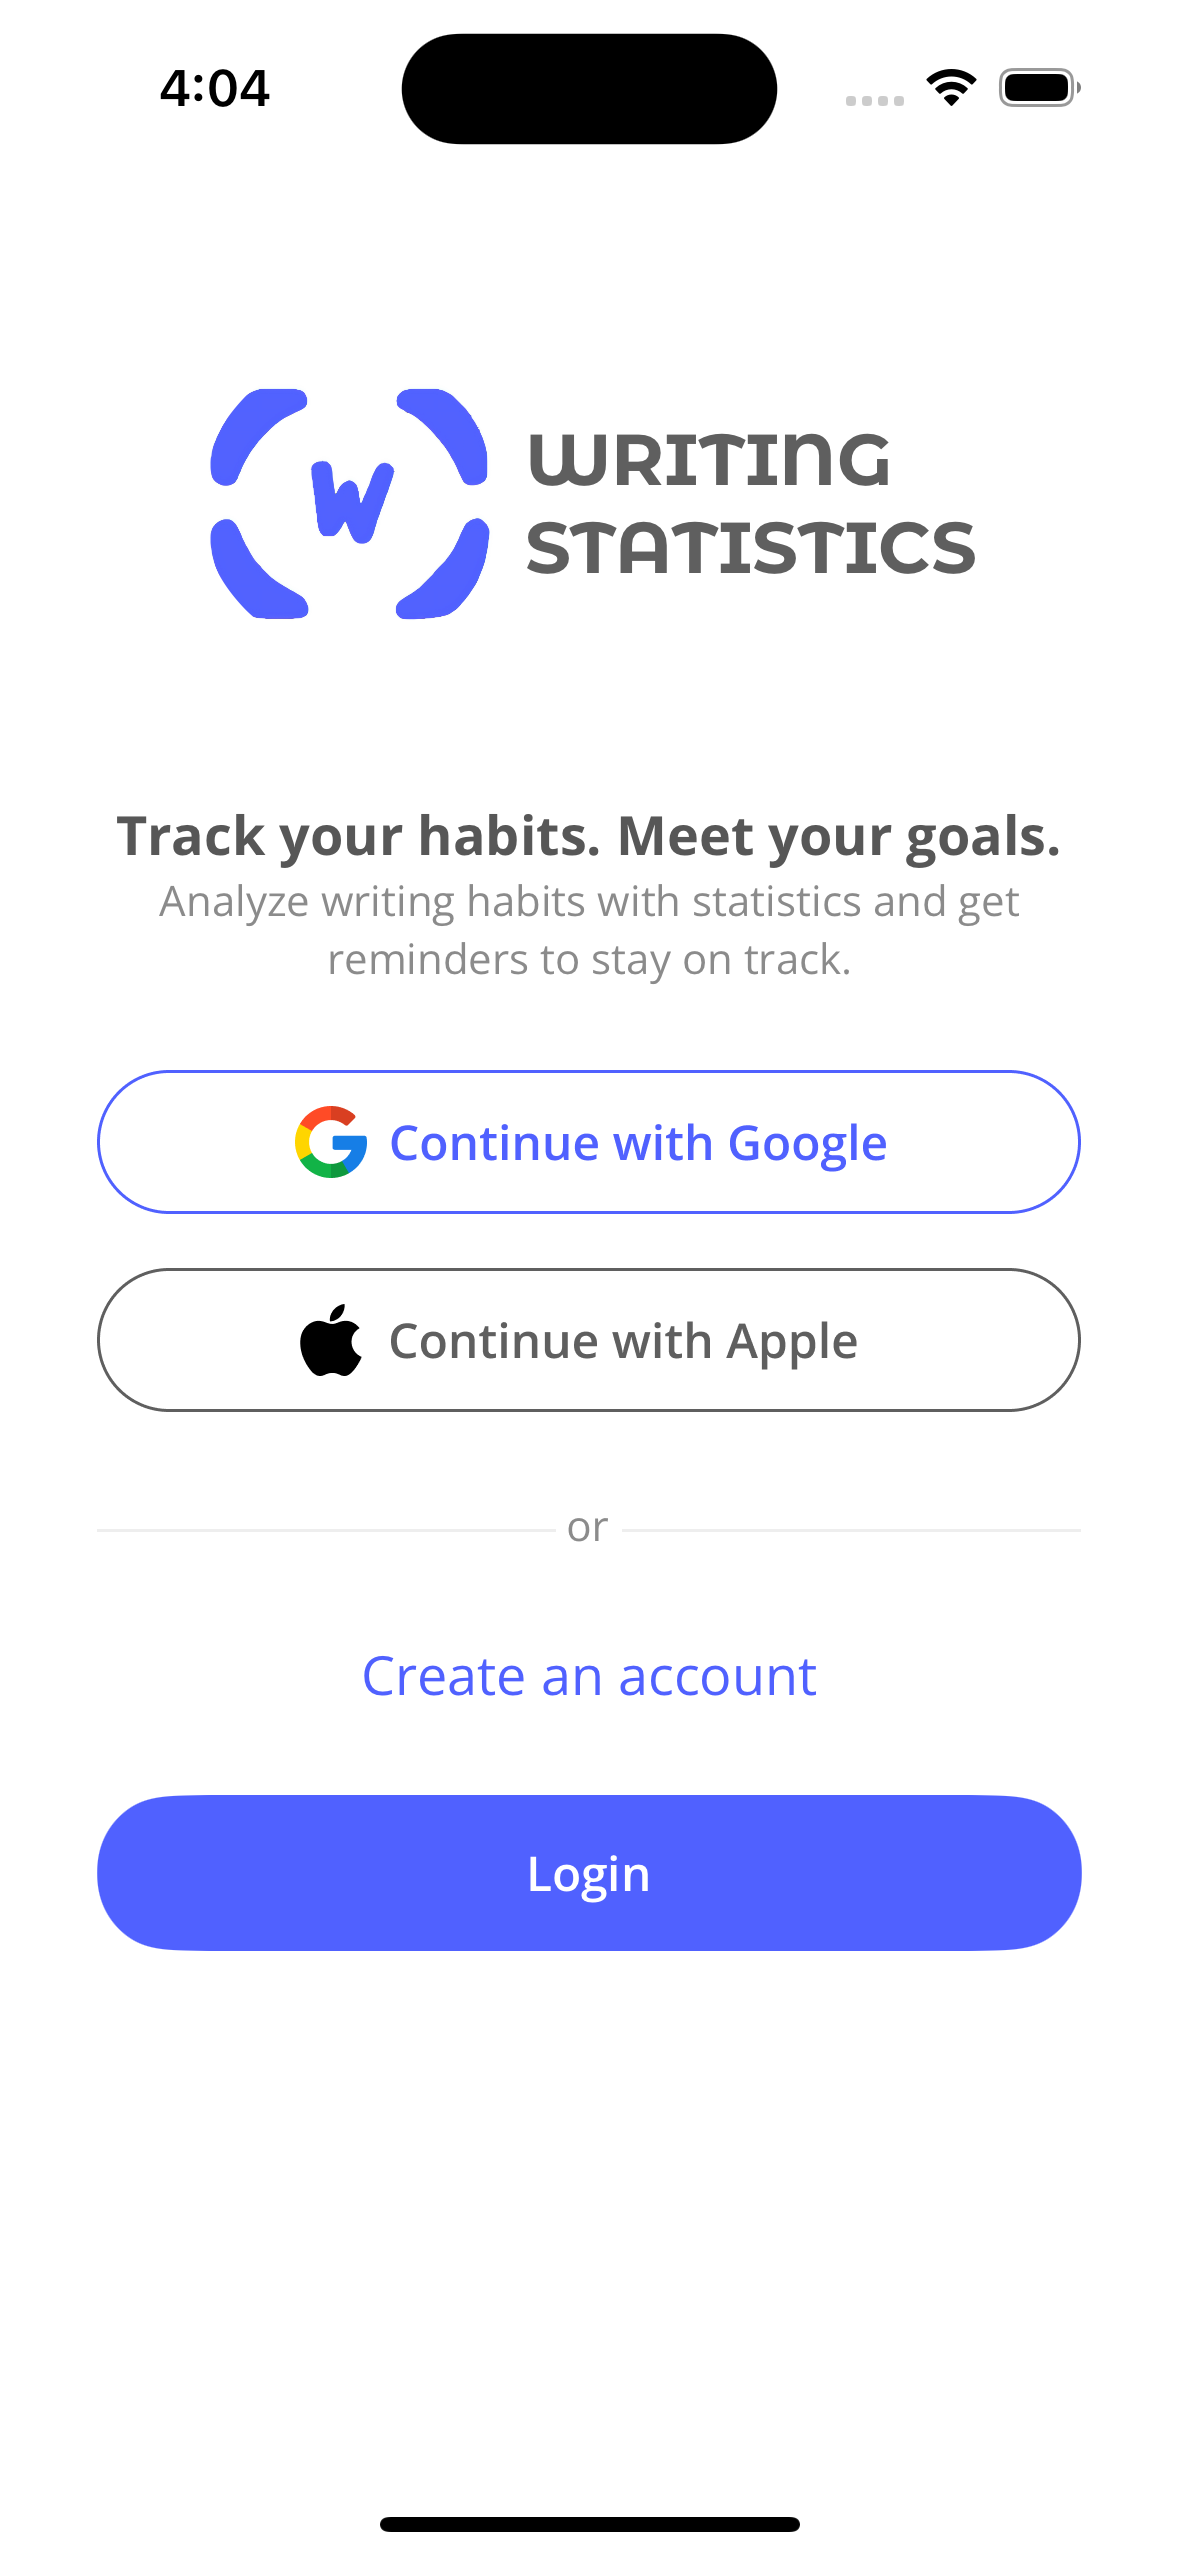 4:04
W
WRITING
STATISTICS
Track your habits. Meet your goals.
Analyze writing habits with statistics and get
reminders to stay on track.
Continue with Google
Continue with Apple
or
Create an account
Login